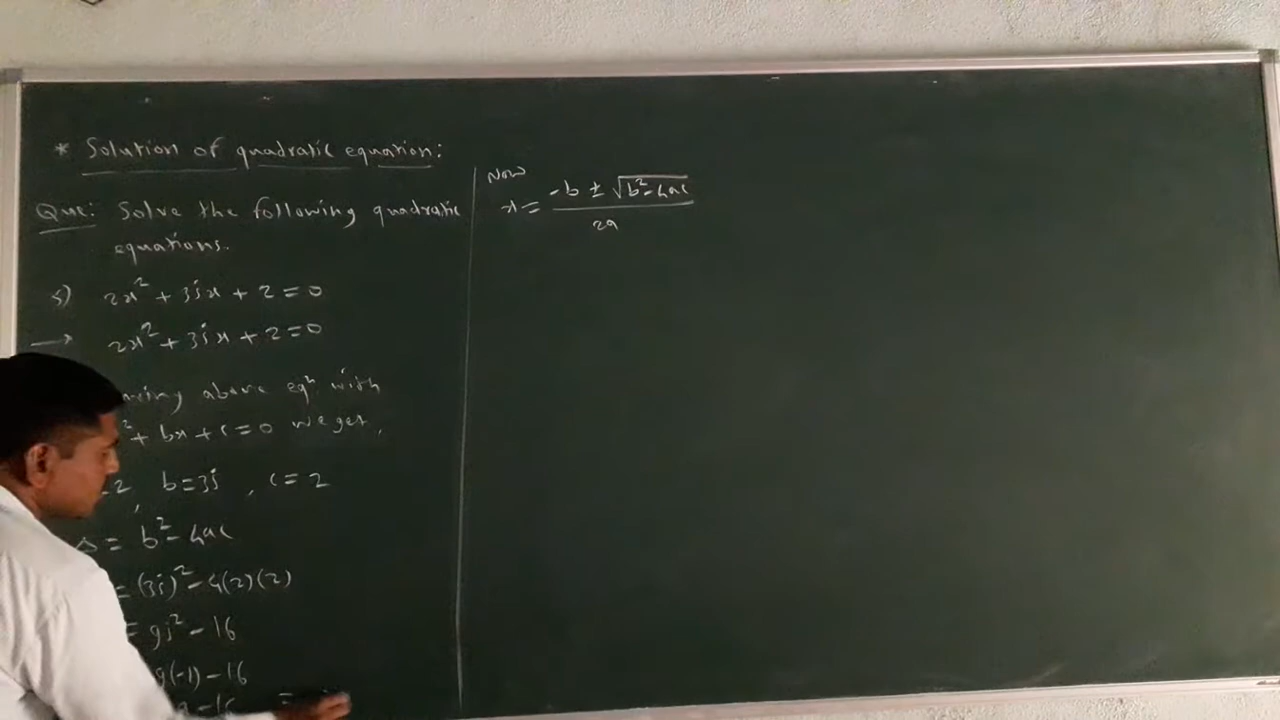 * Solution of quadratic equation:
Que: Solve the following quadratic
equations.
5) 2x² + 3ix + 2 = 0
→ 2x² + 3ix + 2 = 0
above eqⁿ with
² + bx + c = 0 we get,
2, b = 3i, c = 2
Δ = b² - 4ac
= (3i)² - 4(2)(2)
= 9i² - 16
9(-1) - 16
9 - 16 =
Now
x = (-b ± √(b² - 4ac)) / 2a